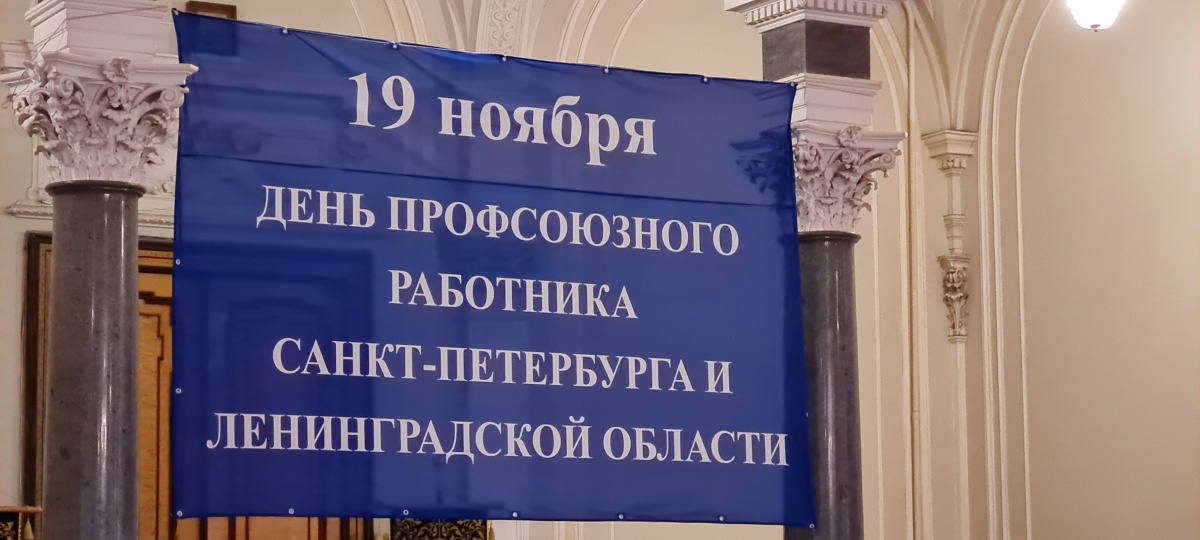 19 ноября
ДЕНЬ ПРОФСОЮЗНОГО
РАБОТНИКА
САНКТ-ПЕТЕРБУРГА И
ЛЕНИНГРАДСКОЙ ОБЛАСТИ